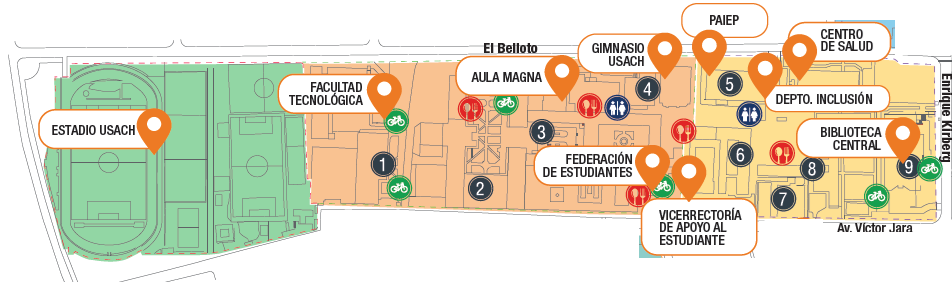 PAIEP
El Belloto
GIMNASIO
USACH
CENTRO
DE SALUD
AULA MAGNA
FACULTAD
TECNOLÓGICA
4
5
DEPTO. INCLUSIÓN
Enrique Kirberg
ESTADIO USACH
3
BIBLIOTECA
CENTRAL
1
FEDERACIÓN
DE ESTUDIANTES
6
8
9
2
7
VICERRECTORÍA
DE APOYO AL
ESTUDIANTE
Av. Víctor Jara